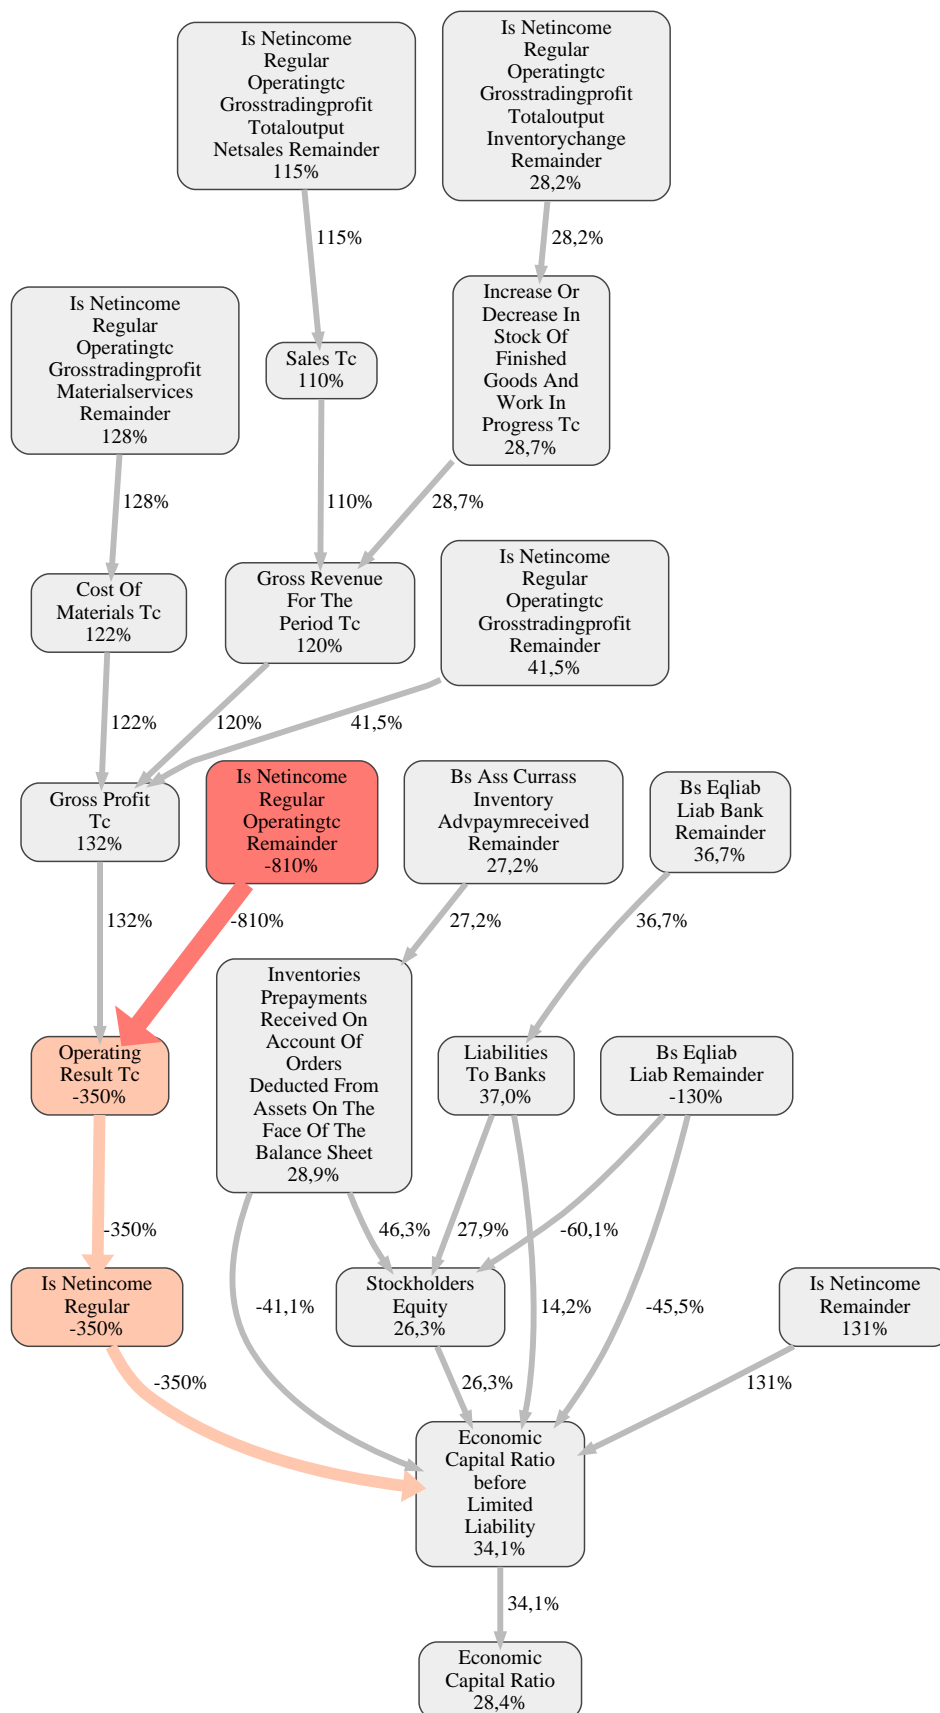 Is Netincome
Regular
Operatingtc
Grosstradingprofit
Totaloutput
Netsales Remainder
115%
Is Netincome
Regular
Operatingtc
Grosstradingprofit
Totaloutput
Inventorychange
Remainder
28,2%
115%
28,2%
Is Netincome
Regular
Operatingtc
Grosstradingprofit
Materialservices
Remainder
128%
Sales Tc
110%
Increase Or
Decrease In
Stock Of
Finished
Goods And
Work In
Progress Tc
28,7%
128%
110%
28,7%
Cost Of
Materials Tc
122%
Gross Revenue
For The
Period Tc
120%
Is Netincome
Regular
Operatingtc
Grosstradingprofit
Remainder
41,5%
122%
120%
41,5%
Gross Profit
Tc
132%
Is Netincome
Regular
Operatingtc
Remainder
-810%
Bs Ass Currass
Inventory
Advpaymreceived
Remainder
27,2%
Bs Eqliab
Liab Bank
Remainder
36,7%
132%
-810%
27,2%
36,7%
Operating
Result Tc
-350%
Inventories
Prepayments
Received On
Account Of
Orders
Deducted From
Assets On The
Face Of The
Balance Sheet
28,9%
Liabilities
To Banks
37,0%
Bs Eqliab
Liab Remainder
-130%
-350%
46,3%
27,9%
-60,1%
Is Netincome
Regular
-350%
-41,1%
Stockholders
Equity
26,3%
14,2%
-45,5%
Is Netincome
Remainder
131%
-350%
26,3%
131%
Economic
Capital Ratio
before
Limited
Liability
34,1%
34,1%
Economic
Capital Ratio
28,4%